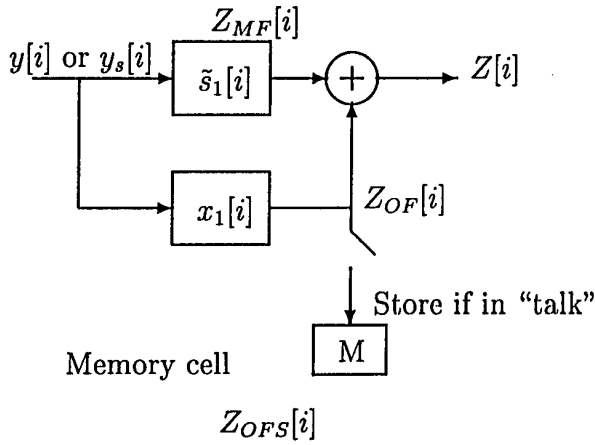 Z_{MF}[i]
y[i] or y_s[i]
s̃_1[i]
+
Z[i]
x_1[i]
Z_{OF}[i]
Store if in “talk”
M
Memory cell
Z_{OFS}[i]